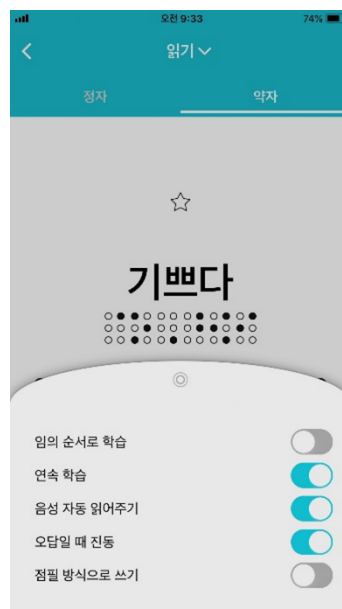 오전 9:33 74%
읽기
정자 약자
기쁘다
임의 순서로 학습
연속 학습
음성 자동 읽어주기
오답일 때 진동
점필 방식으로 쓰기